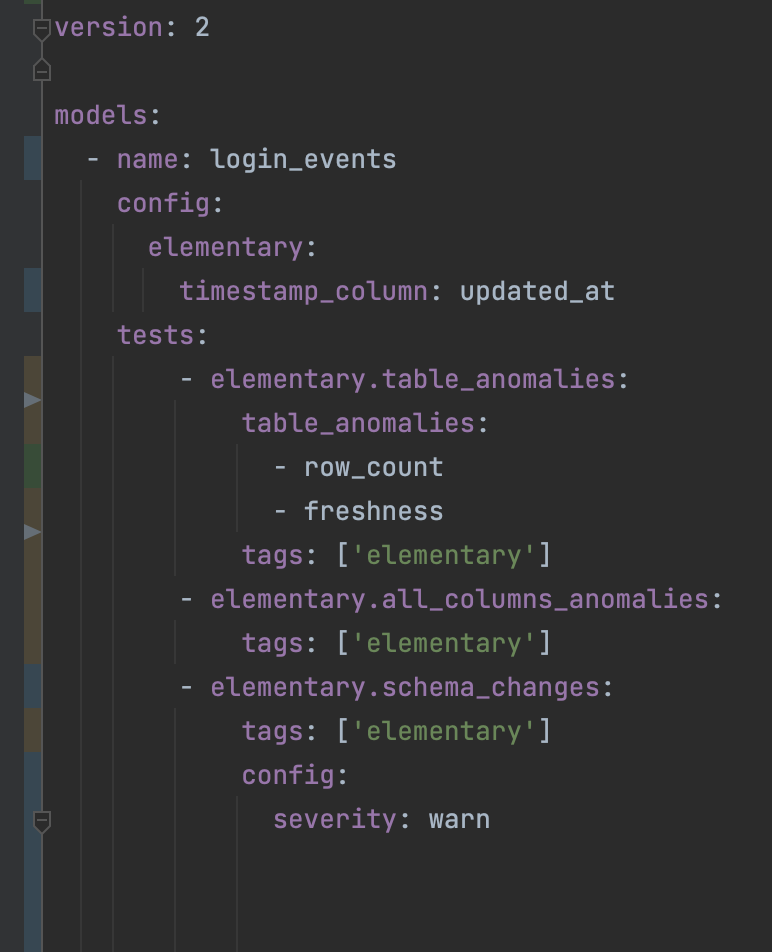 version: 2
models:
  - name: login_events
    config:
      elementary:
        timestamp_column: updated_at
    tests:
        - elementary.table_anomalies:
            table_anomalies:
              - row_count
              - freshness
            tags: ['elementary']
        - elementary.all_columns_anomalies:
            tags: ['elementary']
        - elementary.schema_changes:
            tags: ['elementary']
            config:
              severity: warn